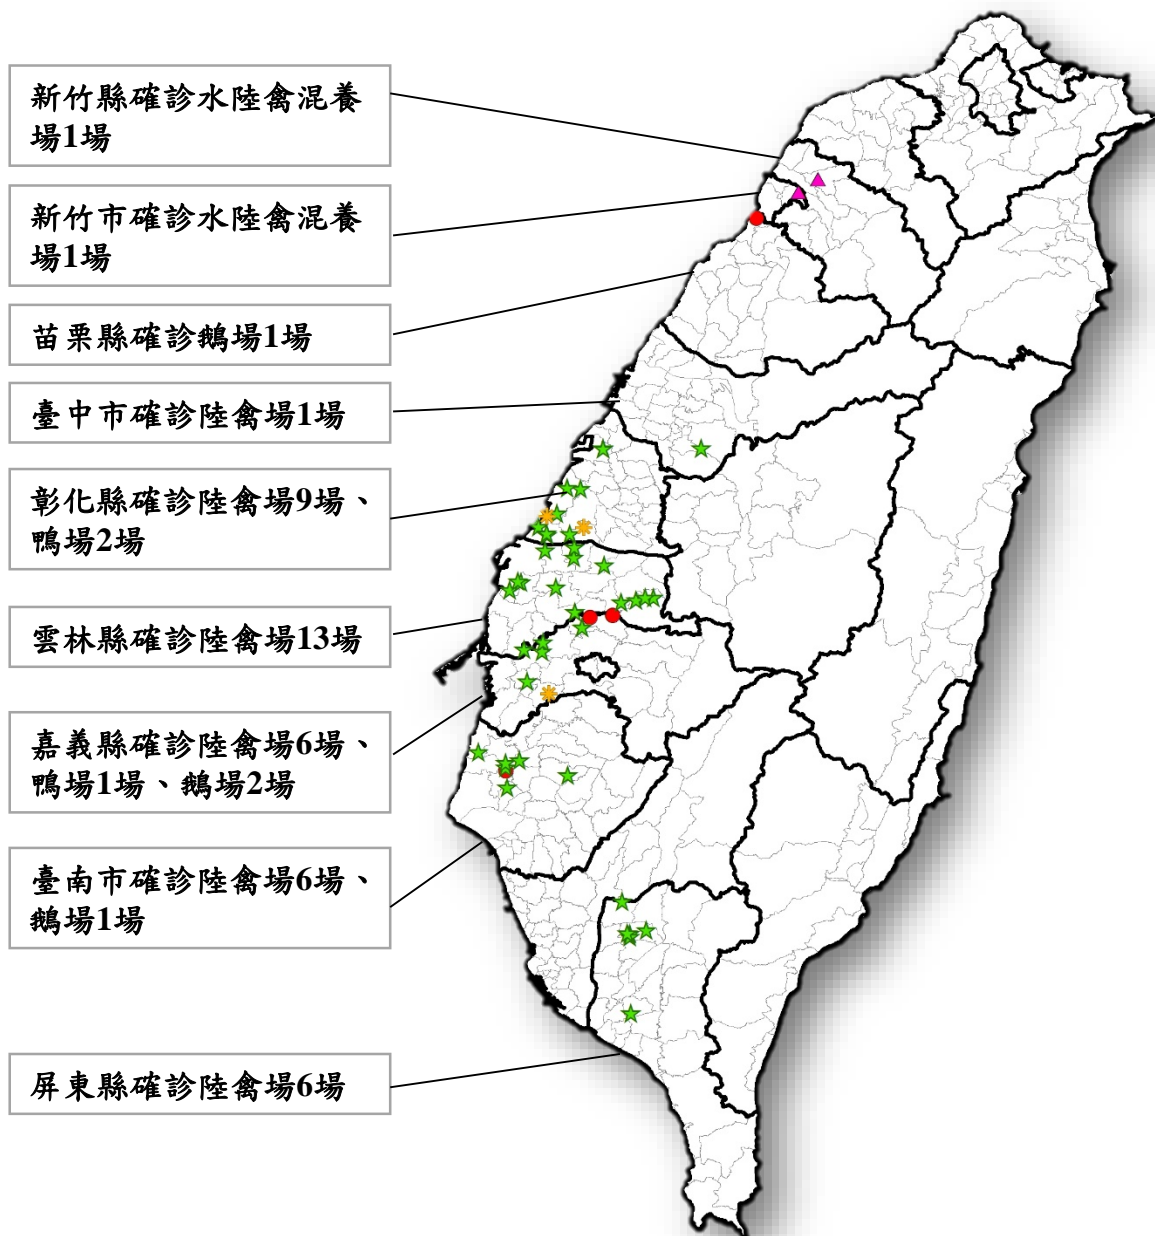 新竹縣確診水陸禽混養
場1場
新竹市確診水陸禽混養
場1場
苗栗縣確診鵝場1場
臺中市確診陸禽場1場
彰化縣確診陸禽場9場、
鴨場2場
雲林縣確診陸禽場13場
嘉義縣確診陸禽場6場、
鴨場1場、鵝場2場
臺南市確診陸禽場6場、
鵝場1場
屏東縣確診陸禽場6場